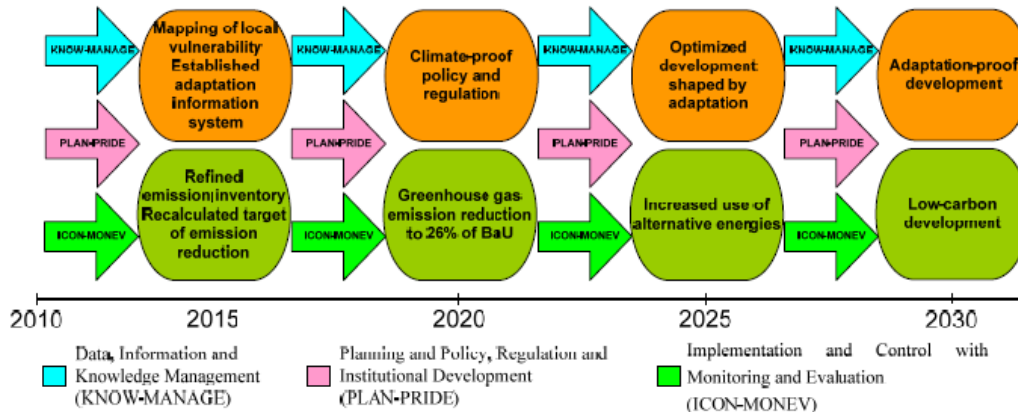 KNOW-MANAGE
PLAN-PRIDE
ICON-MONEV
Mapping of local
vulnerability
Established
adaptation
information
system
Refined
emission inventory
Recalculated target
of emission
reduction
KNOW-MANAGE
PLAN-PRIDE
ICON-MONEV
Climate-proof
policy and
regulation
Greenhouse gas
emission reduction
to 26% of BaU
KNOW-MANAGE
PLAN-PRIDE
ICON-MONEV
Optimized
development
shaped by
adaptation
Increased use of
alternative energies
KNOW-MANAGE
PLAN-PRIDE
ICON-MONEV
Adaptation-proof
development
Low-carbon
development
2010
2015
2020
2025
2030
Data, Information and
Knowledge Management
(KNOW-MANAGE)
Planning and Policy, Regulation and
Institutional Development
(PLAN-PRIDE)
Implementation and Control with
Monitoring and Evaluation
(ICON-MONEV)